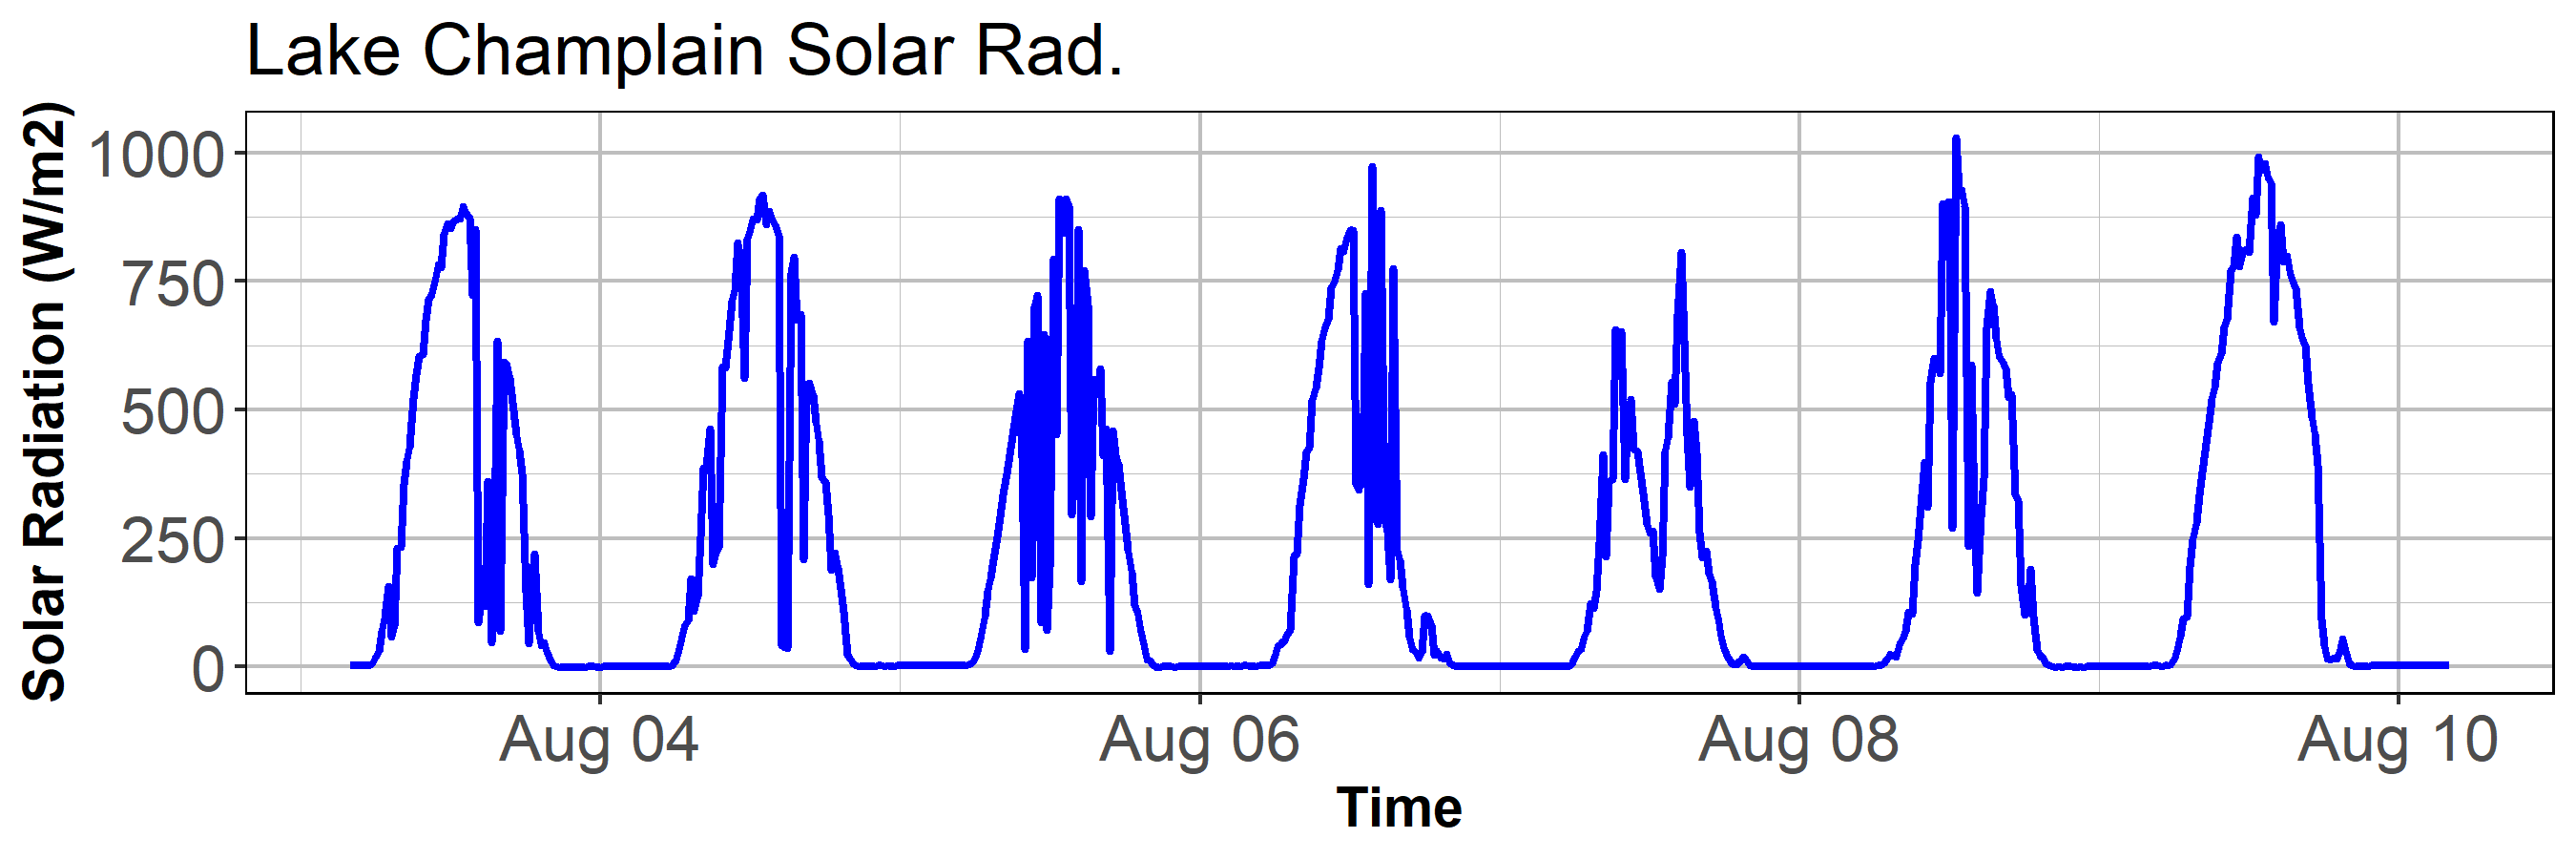 Lake Champlain Solar Rad.
Solar Radiation (W/m2)
1000
750
500
250
0
Aug 04 Aug 06 Aug 08 Aug 10
Time